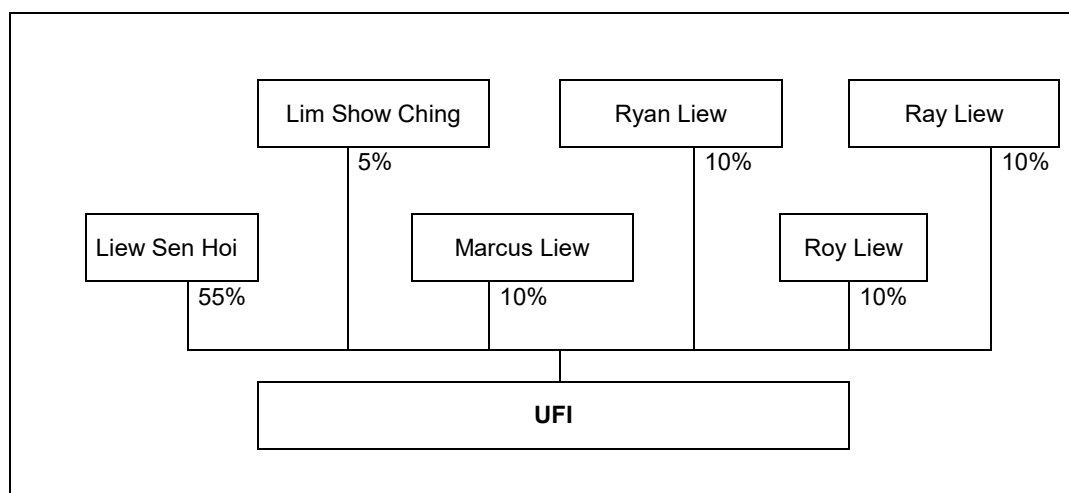 Lim Show Ching
Ryan Liew
Ray Liew
5%
10%
10%
Liew Sen Hoi
Marcus Liew
Roy Liew
55%
10%
10%
UFI